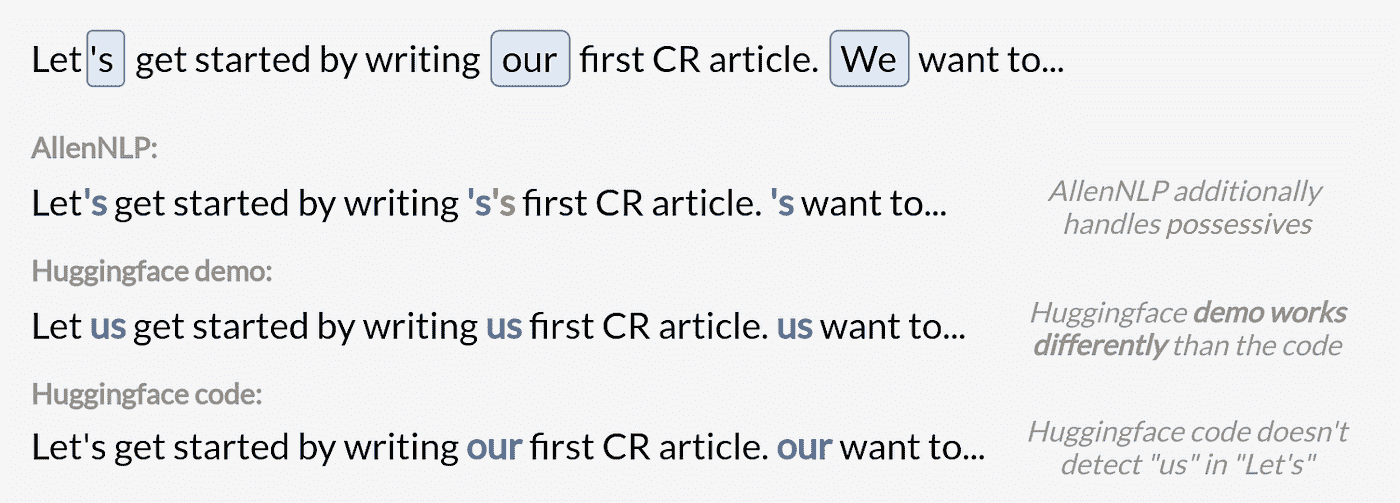 Let's get started by writing our first CR article. We want to...
AllenNLP:
Let's get started by writing 's's first CR article. 's want to...
AllenNLP additionally
handles possessives
Huggingface demo:
Let us get started by writing us first CR article. us want to...
Huggingface demo works
differently than the code
Huggingface code:
Let's get started by writing our first CR article. our want to...
Huggingface code doesn't
detect "us" in "Let's"